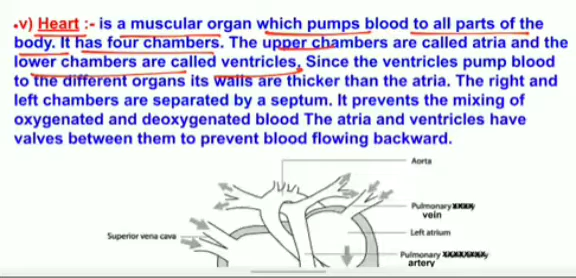 •v) Heart :- is a muscular organ which pumps blood to all parts of the
body. It has four chambers. The upper chambers are called atria and the
lower chambers are called ventricles, Since the ventricles pump blood
to the different organs its walls are thicker than the atria. The right and
left chambers are separated by a septum. It prevents the mixing of
oxygenated and deoxygenated blood The atria and ventricles have
valves between them to prevent blood flowing backward.
Aorta
Pulmonary
vein
Superior vena cava
Left atrium
Pulmonary
artery